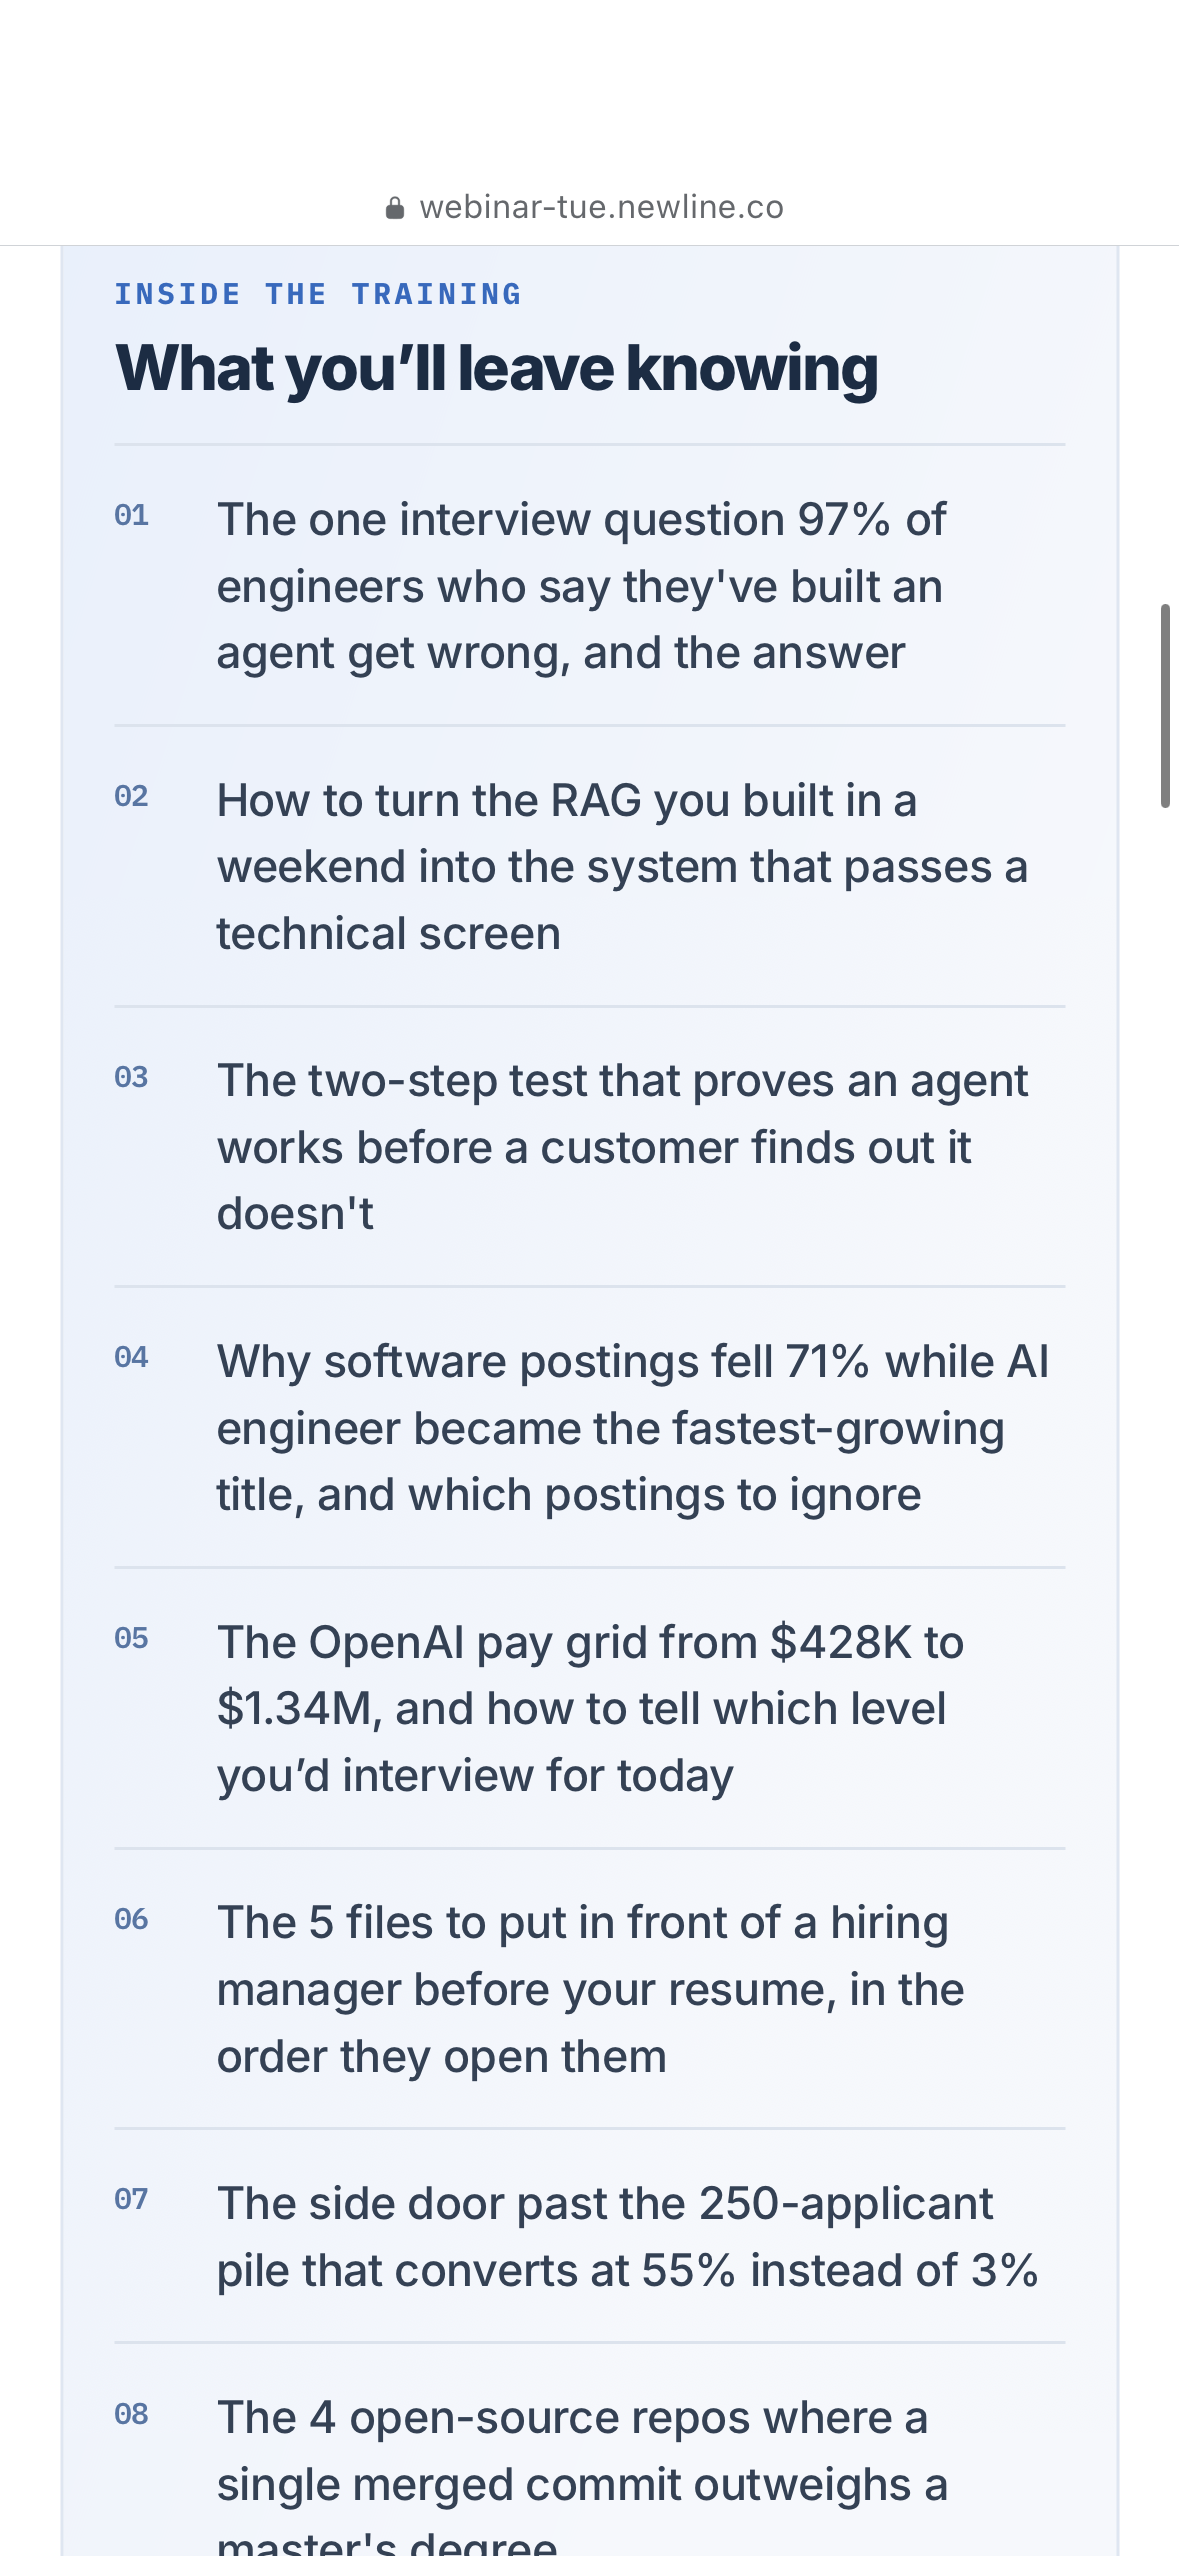 webinar-tue.newline.co
INSIDE THE TRAINING
What you’ll leave knowing
01
The one interview question 97% of
engineers who say they've built an
agent get wrong, and the answer
02
How to turn the RAG you built in a
weekend into the system that passes a
technical screen
03
The two-step test that proves an agent
works before a customer finds out it
doesn't
04
Why software postings fell 71% while AI
engineer became the fastest-growing
title, and which postings to ignore
05
The OpenAI pay grid from $428K to
$1.34M, and how to tell which level
you’d interview for today
06
The 5 files to put in front of a hiring
manager before your resume, in the
order they open them
07
The side door past the 250-applicant
pile that converts at 55% instead of 3%
08
The 4 open-source repos where a
single merged commit outweighs a
master's degree